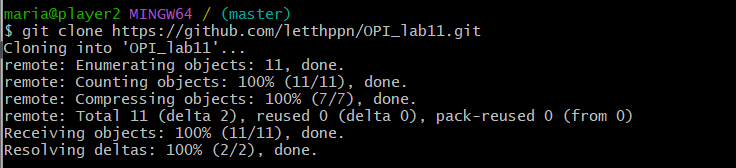 maria@player2 MINGW64 / (master)
$ git clone https://github.com/letthppn/OPI_lab11.git
Cloning into 'OPI_lab11'...
remote: Enumerating objects: 11, done.
remote: Counting objects: 100% (11/11), done.
remote: Compressing objects: 100% (7/7), done.
remote: Total 11 (delta 2), reused 0 (delta 0), pack-reused 0 (from 0)
Receiving objects: 100% (11/11), done.
Resolving deltas: 100% (2/2), done.